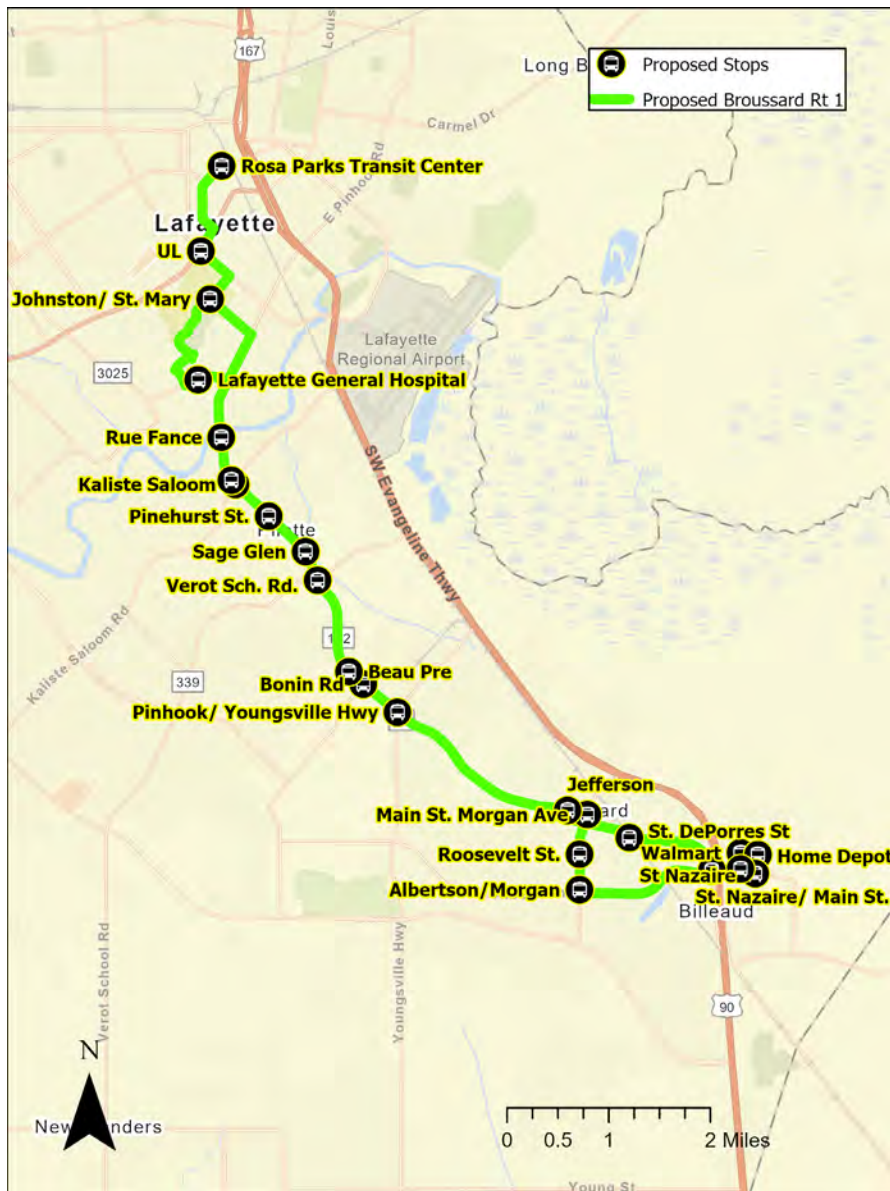 167
Louis
Long B
Proposed Stops
Proposed Broussard Rt 1
Carmel Dr
E Pinhook Rd
Rosa Parks Transit Center
Lafayette
UL
Johnston/ St. Mary
Lafayette
Regional Airport
3025
Lafayette General Hospital
Rue Fance
Kaliste Saloom
Pinehurst St.
Sage Glen
SW Evangeline Thwy
Verot Sch. Rd.
Kaliste Saloom Rd
339
Beau Pre
Bonin Rd
Pinhook/ Youngsville Hwy
Jefferson
Main St. Morgan Ave
ard
St. DePorres St
Roosevelt St.
Walmart
Home Depot
St Nazaire
Albertson/Morgan
St. Nazaire/ Main St.
Billeaud
Verot School Rd
Youngsville Hwy
90
N
0 0.5 1 2 Miles
Young St